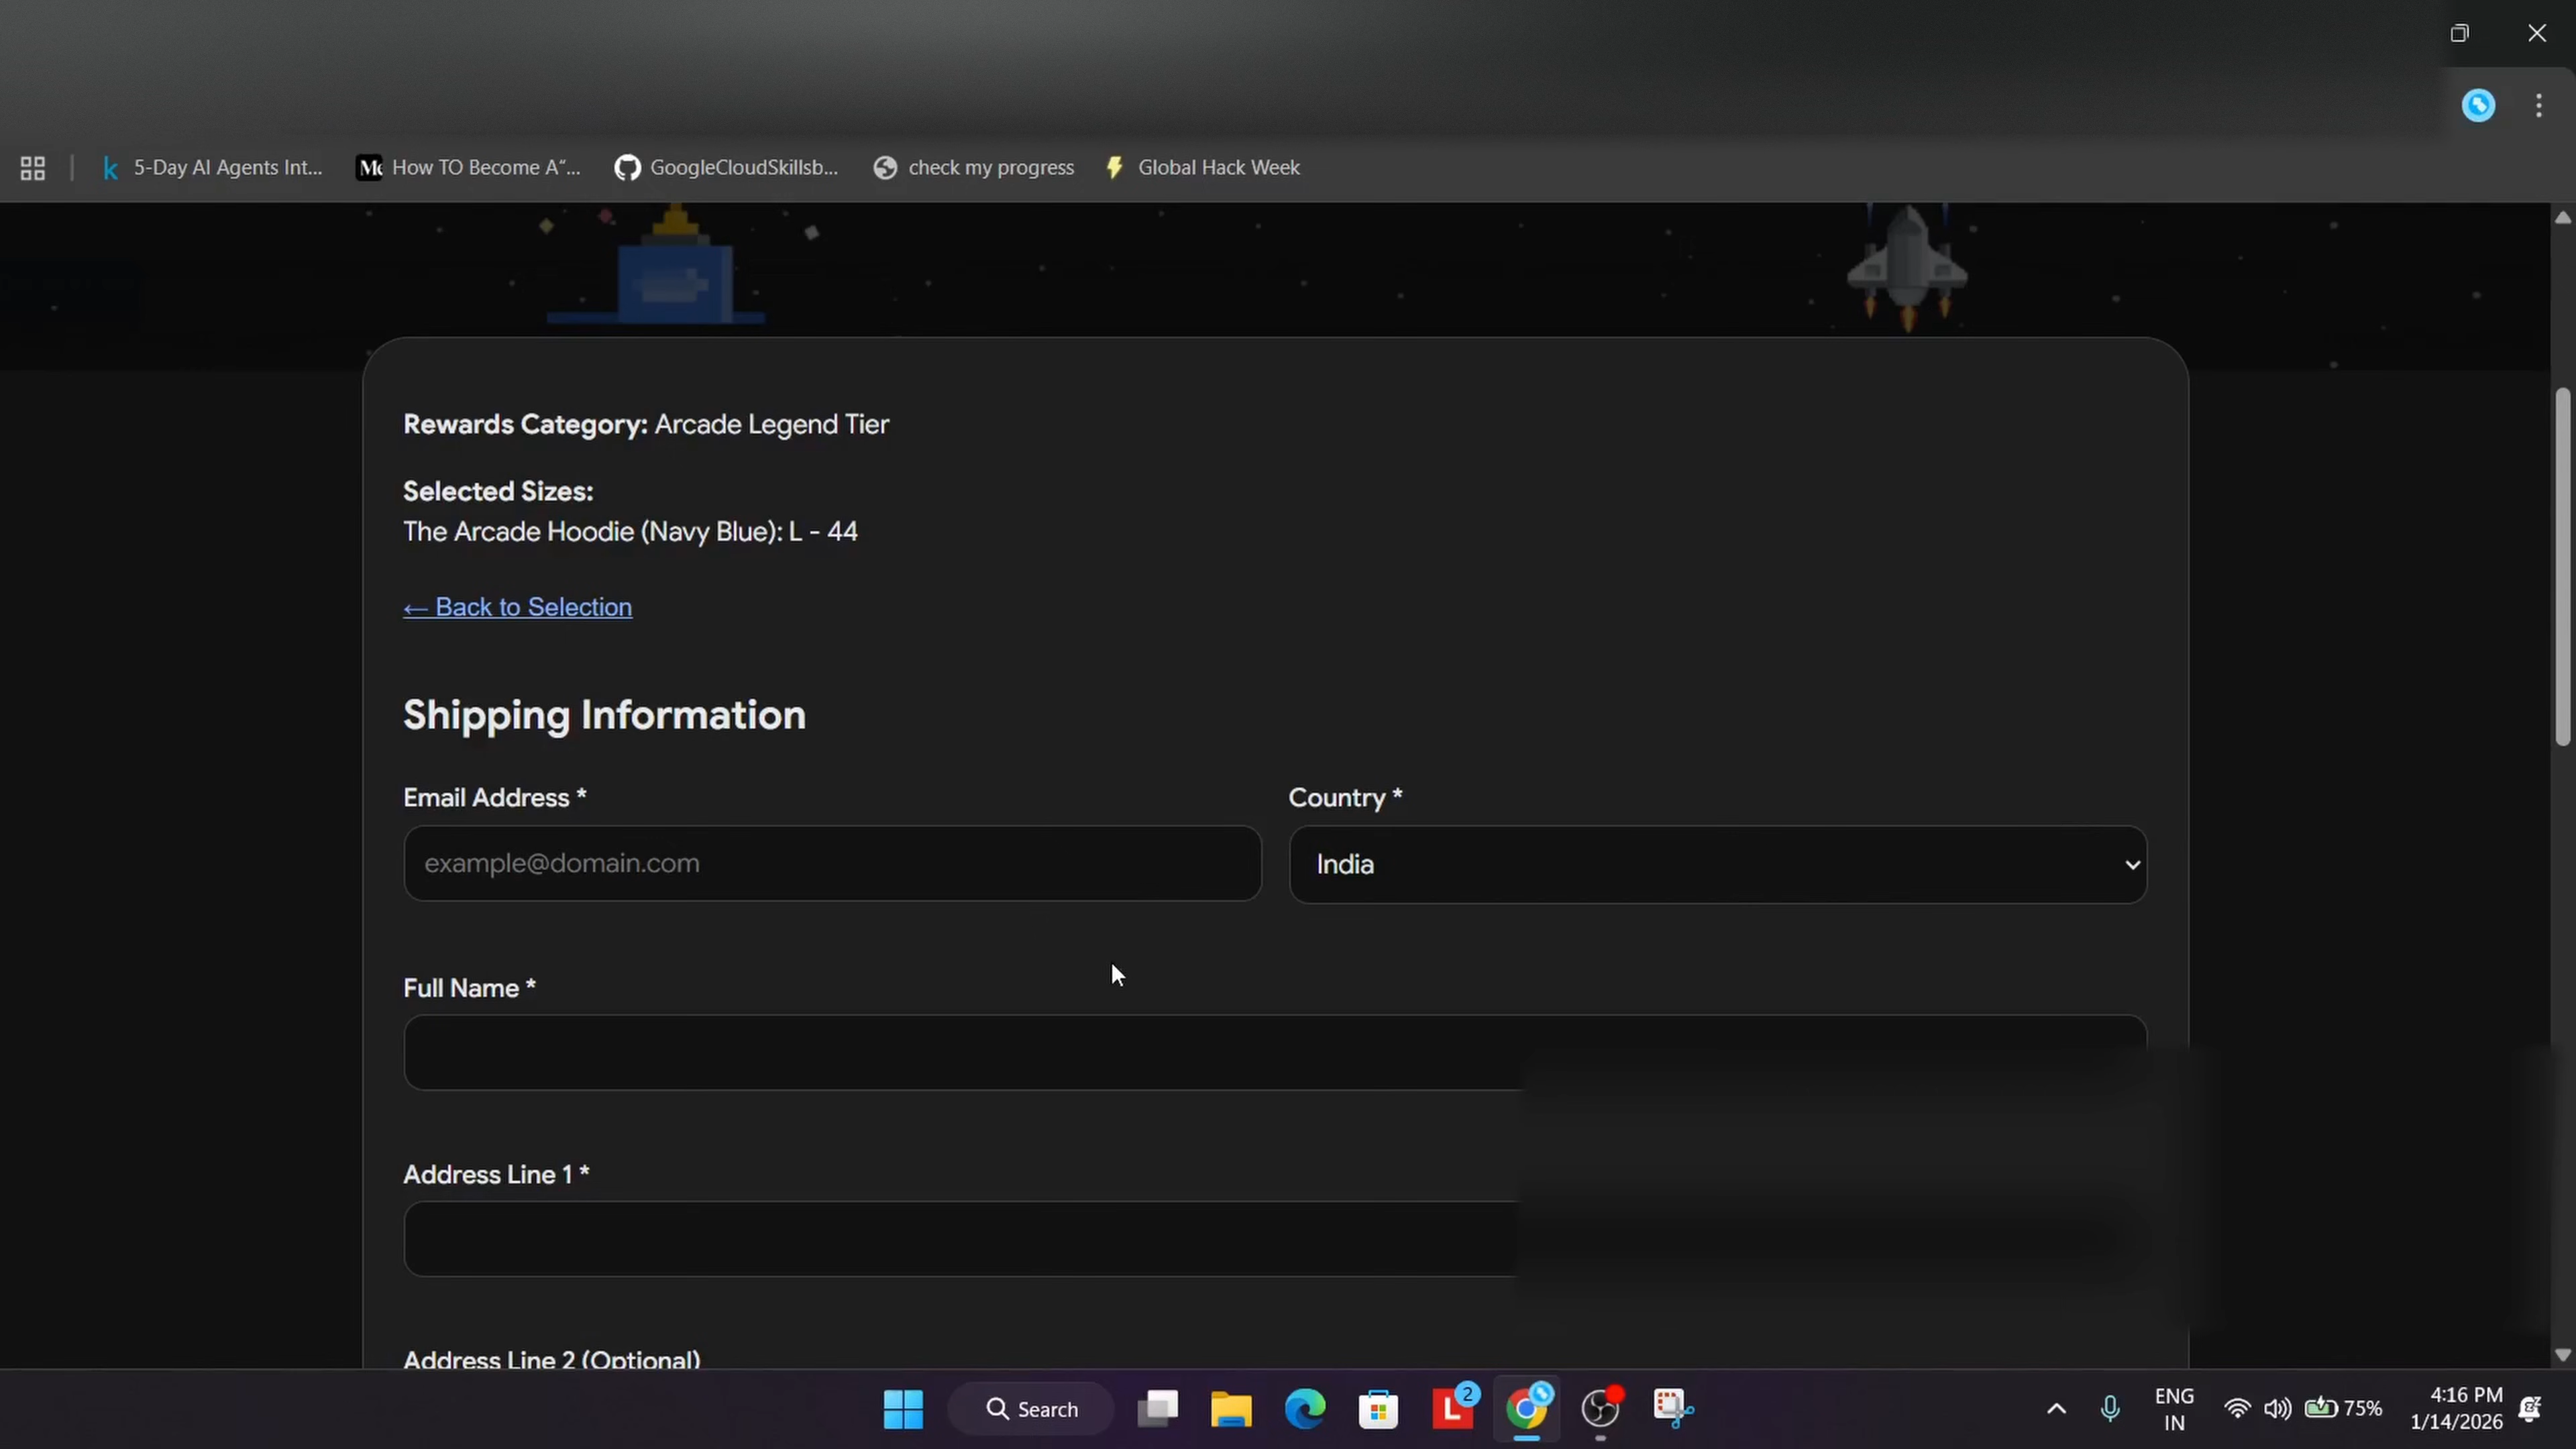 5-Day AI Agents Int...
How TO Become A“...
GoogleCloudSkillsb...
check my progress
Global Hack Week
Rewards Category: Arcade Legend Tier
Selected Sizes:
The Arcade Hoodie (Navy Blue): L - 44
← Back to Selection
Shipping Information
Email Address *
Country *
example@domain.com
India
Full Name *
Address Line 1 *
Address Line 2 (Optional)
Search
2
ENG
IN
75%
4:16 PM
1/14/2026